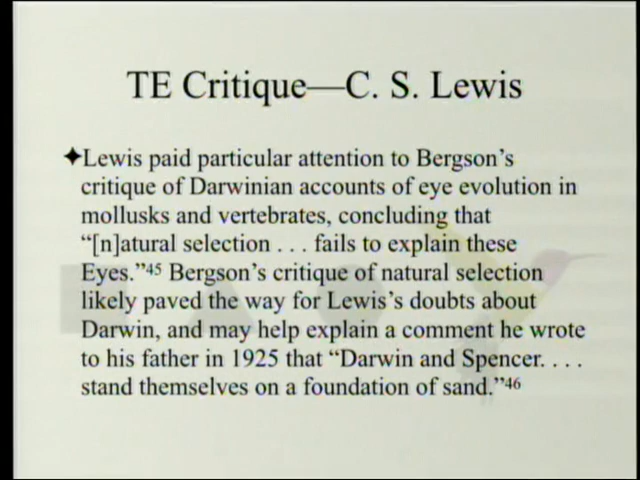 TE Critique—C. S. Lewis
✦Lewis paid particular attention to Bergson’s
critique of Darwinian accounts of eye evolution in
mollusks and vertebrates, concluding that
“[n]atural selection . . . fails to explain these
Eyes.”45 Bergson’s critique of natural selection
likely paved the way for Lewis’s doubts about
Darwin, and may help explain a comment he wrote
to his father in 1925 that “Darwin and Spencer. . . .
stand themselves on a foundation of sand.”46